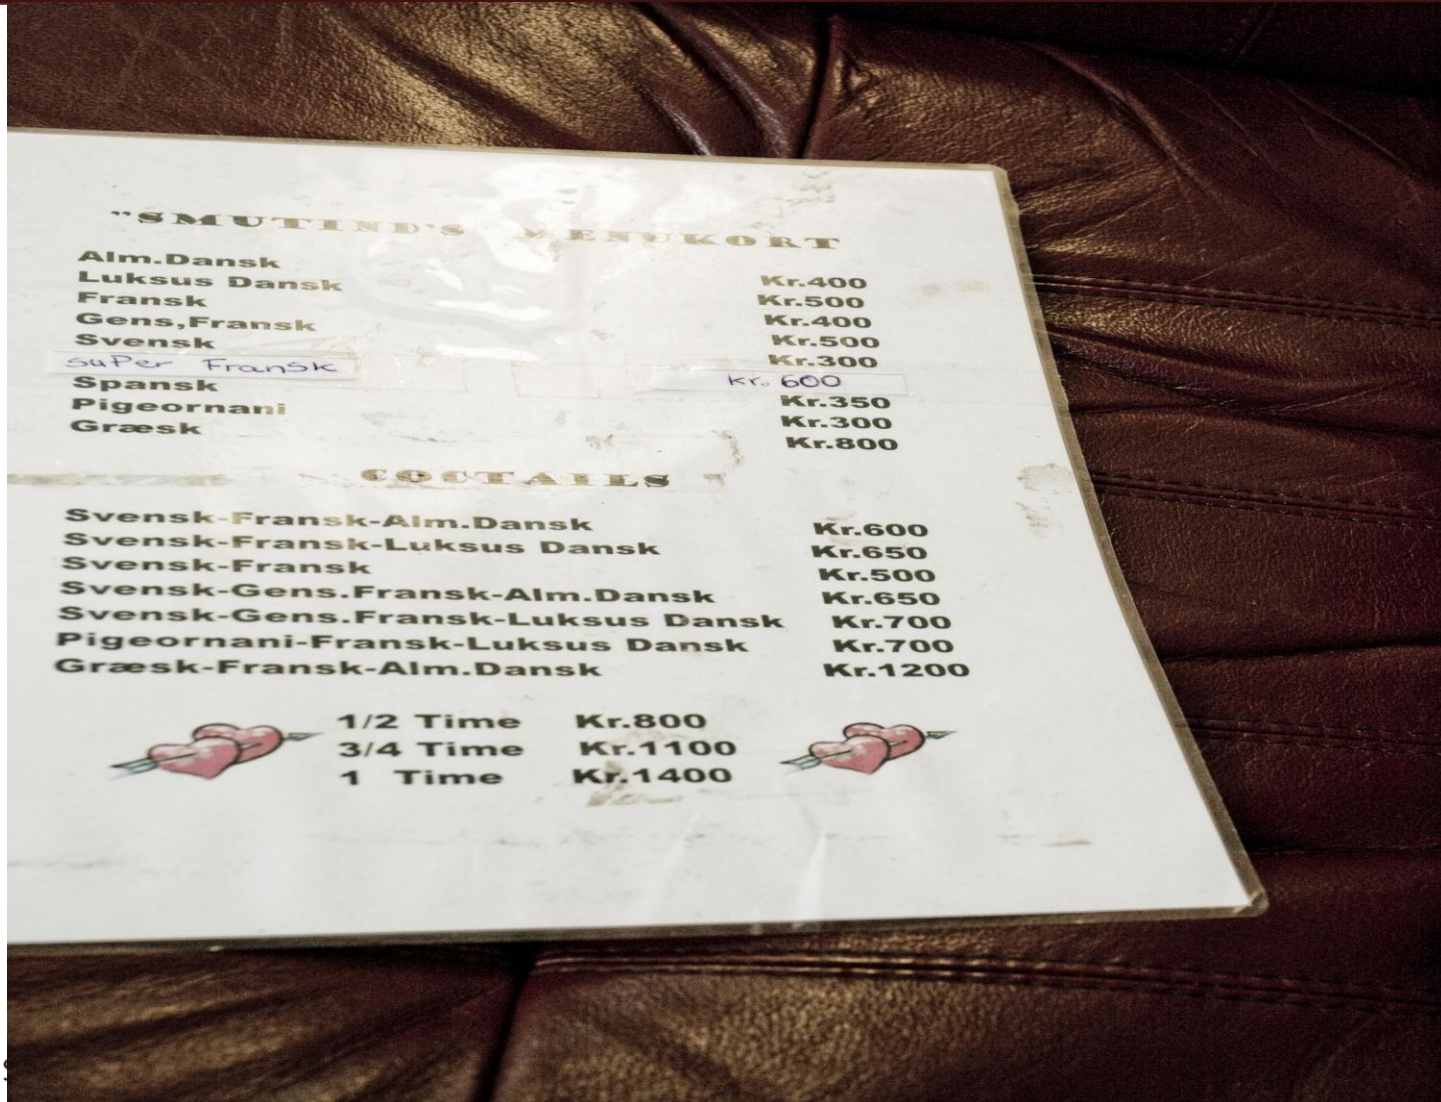 "SMUTIND'S MENUKORT
Alm.Dansk Kr.400
Luksus Dansk Kr.500
Fransk Kr.400
Gens,Fransk Kr.500
Svensk Kr.300
super Fransk kr. 600
Spansk Kr.350
Pigeornani Kr.300
Græsk Kr.800
COCTAILS
Svensk-Fransk-Alm.Dansk Kr.600
Svensk-Fransk-Luksus Dansk Kr.650
Svensk-Fransk Kr.500
Svensk-Gens.Fransk-Alm.Dansk Kr.650
Svensk-Gens.Fransk-Luksus Dansk Kr.700
Pigeornani-Fransk-Luksus Dansk Kr.700
Græsk-Fransk-Alm.Dansk Kr.1200
1/2 Time Kr.800
3/4 Time Kr.1100
1 Time Kr.1400